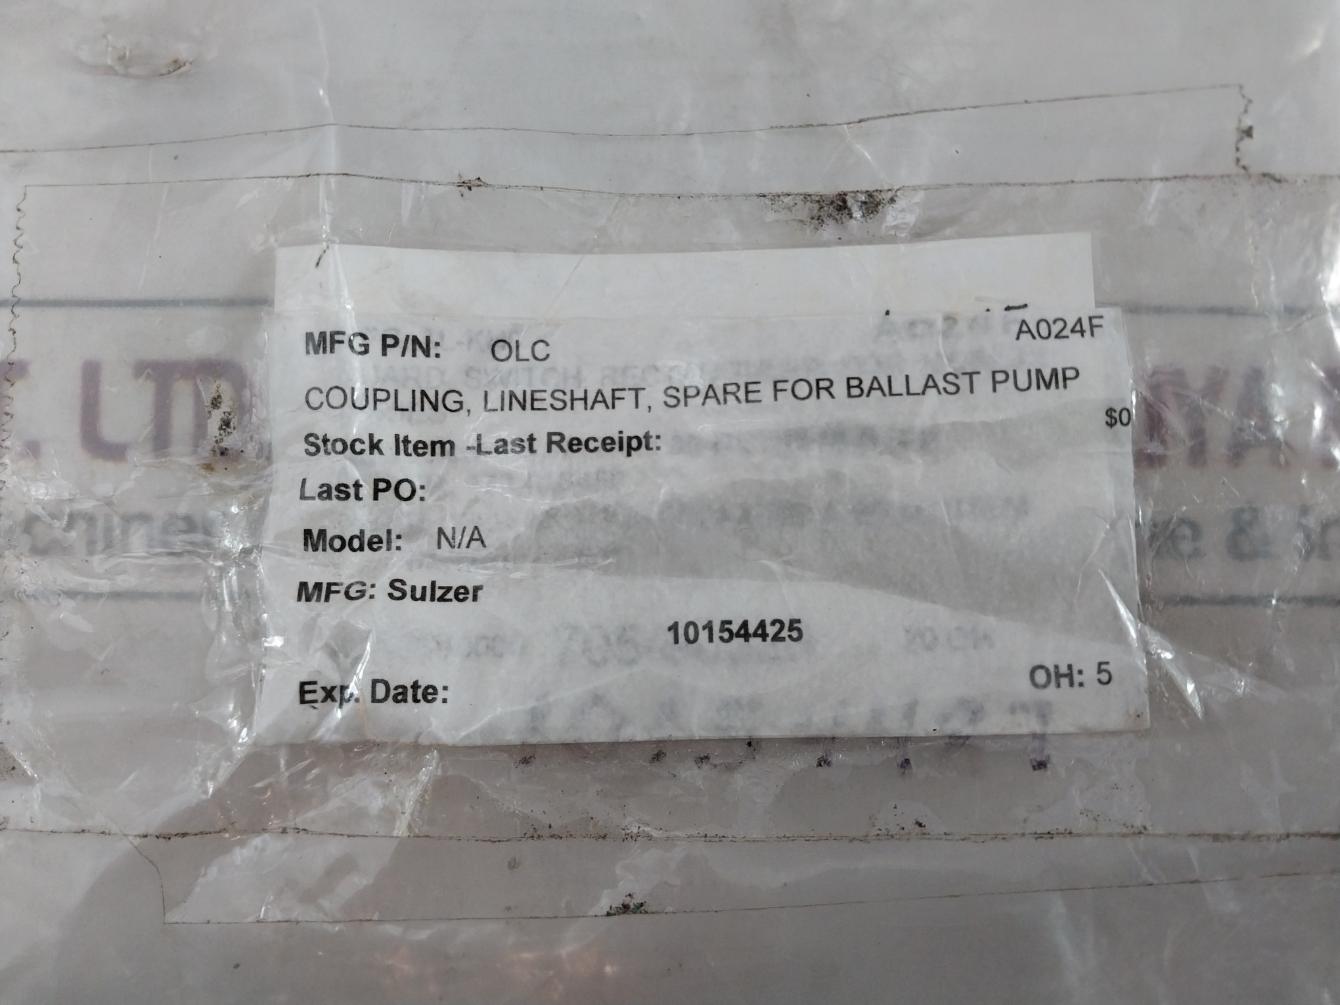 MFG P/N: OLC A024F
COUPLING, LINESHAFT, SPARE FOR BALLAST PUMP
$0
Stock Item -Last Receipt:
Last PO:
Model: N/A
MFG: Sulzer
10154425
Exp. Date:
OH: 5
LTD